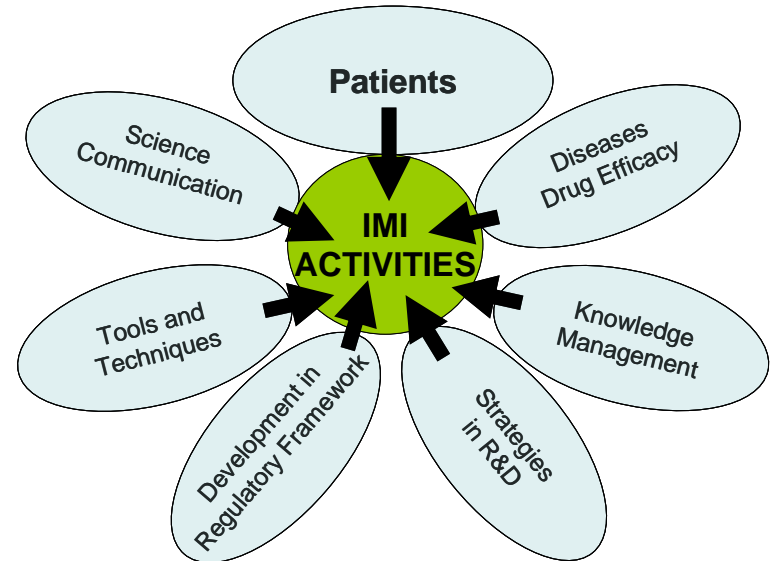 Patients
Science
Communication
Diseases
Drug Efficacy
IMI
ACTIVITIES
Tools and
Techniques
Knowledge
Management
Development in
Regulatory Framework
Strategies
in R&D